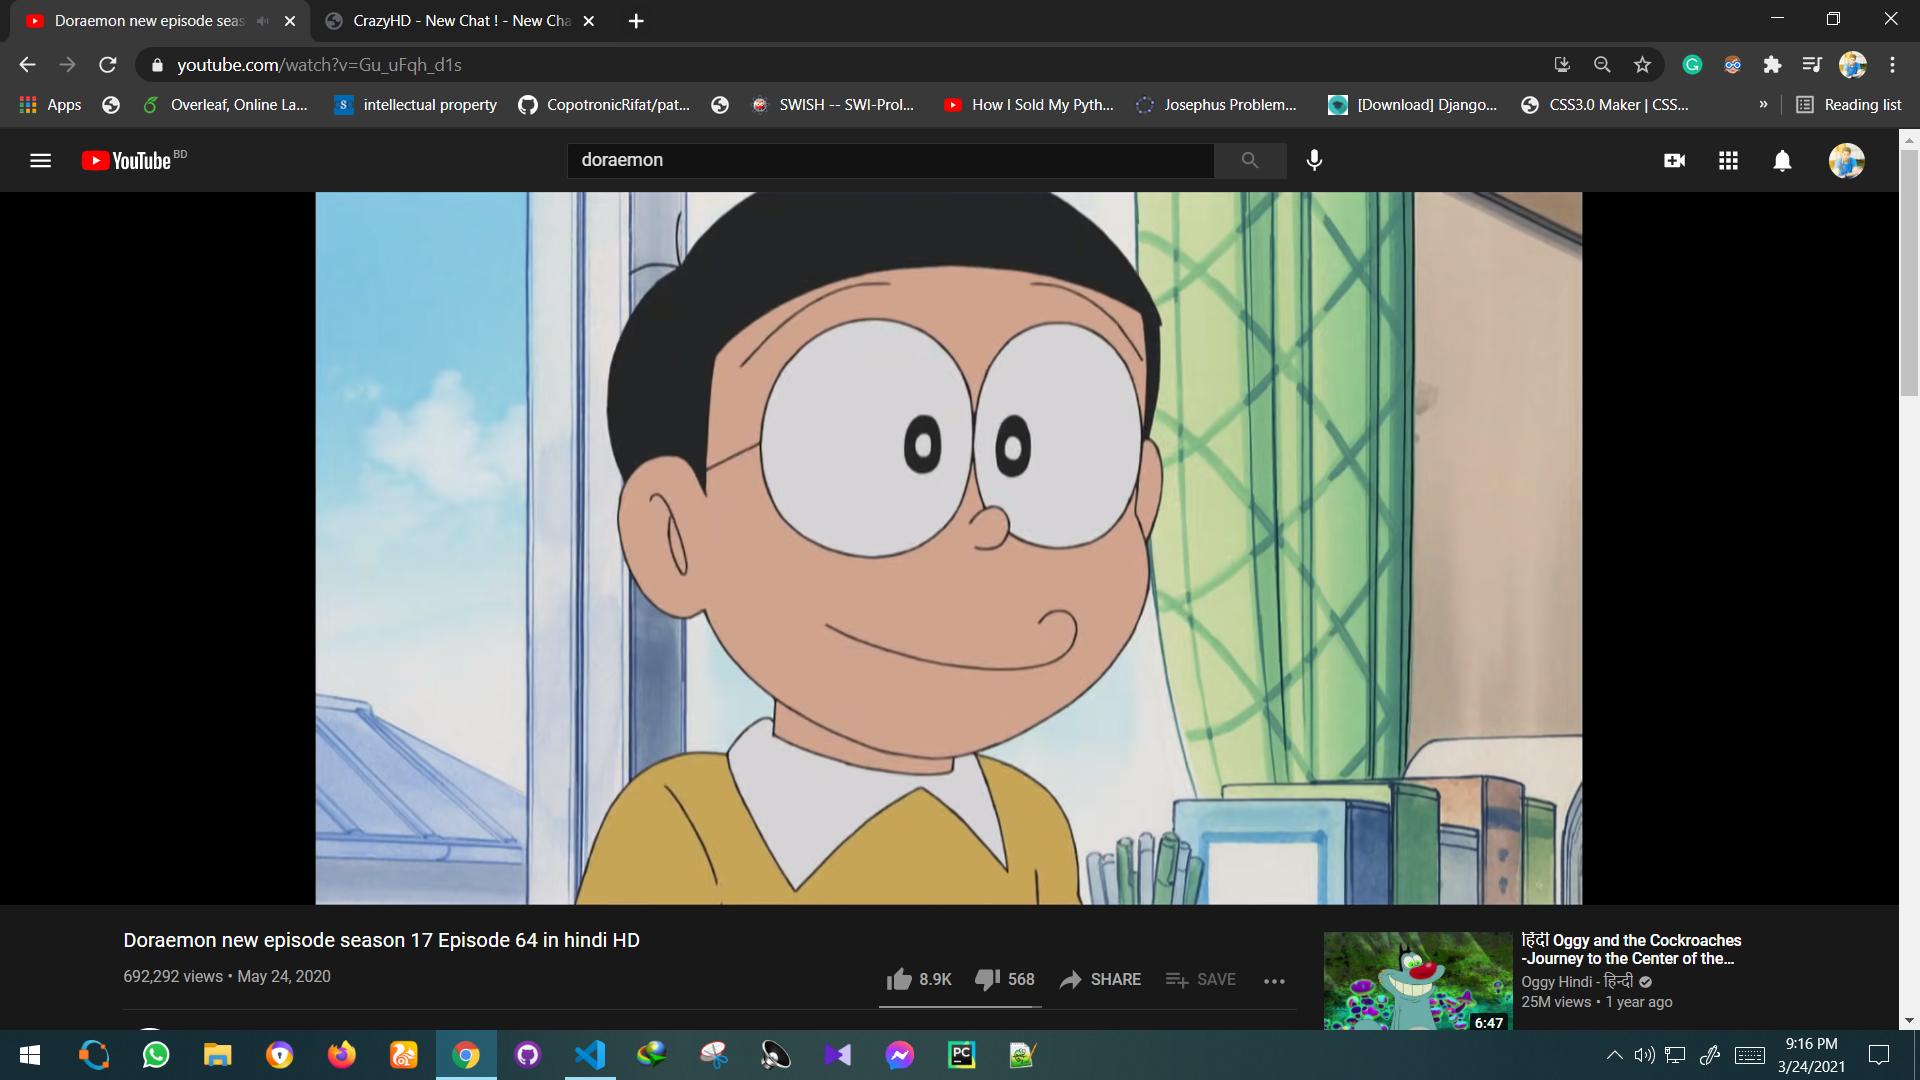 Doraemon new episode seas
CrazyHD - New Chat ! - New Cha
youtube.com/watch?v=Gu_uFqh_d1s
Apps
Overleaf, Online La...
S
intellectual property
CopotronicRifat/pat...
SWISH -- SWI-Prol...
How I Sold My Pyth...
Josephus Problem...
[Download] Django...
CSS3.0 Maker | CSS...
»
Reading list
YouTube BD
doraemon
Doraemon new episode season 17 Episode 64 in hindi HD
692,292 views • May 24, 2020
8.9K
568
SHARE
SAVE
6:47
हिंदी Oggy and the Cockroaches
-Journey to the Center of the...
Oggy Hindi - हिन्दी
25M views • 1 year ago
PC
9:16 PM
3/24/2021